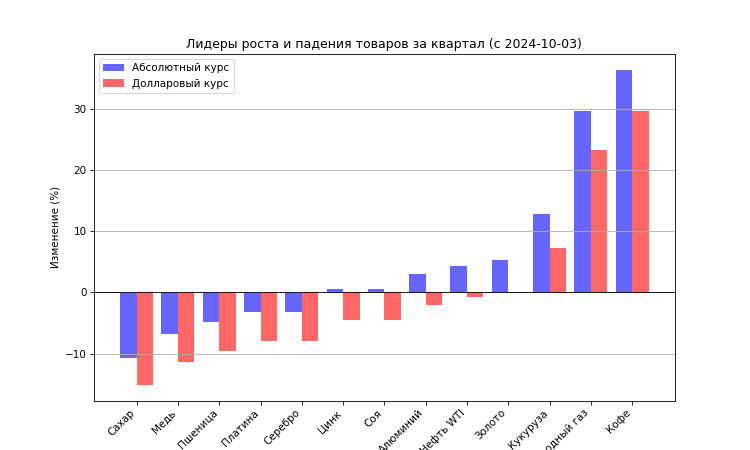 Лидеры роста и падения товаров за квартал (с 2024-10-03)
Абсолютный курс
Долларовый курс
Изменение (%)
30
20
10
0
−10
Сахар
Медь
Пшеница
Платина
Серебро
Цинк
Соя
Алюминий
Нефть WTI
Золото
Кукуруза
одный газ
Кофе